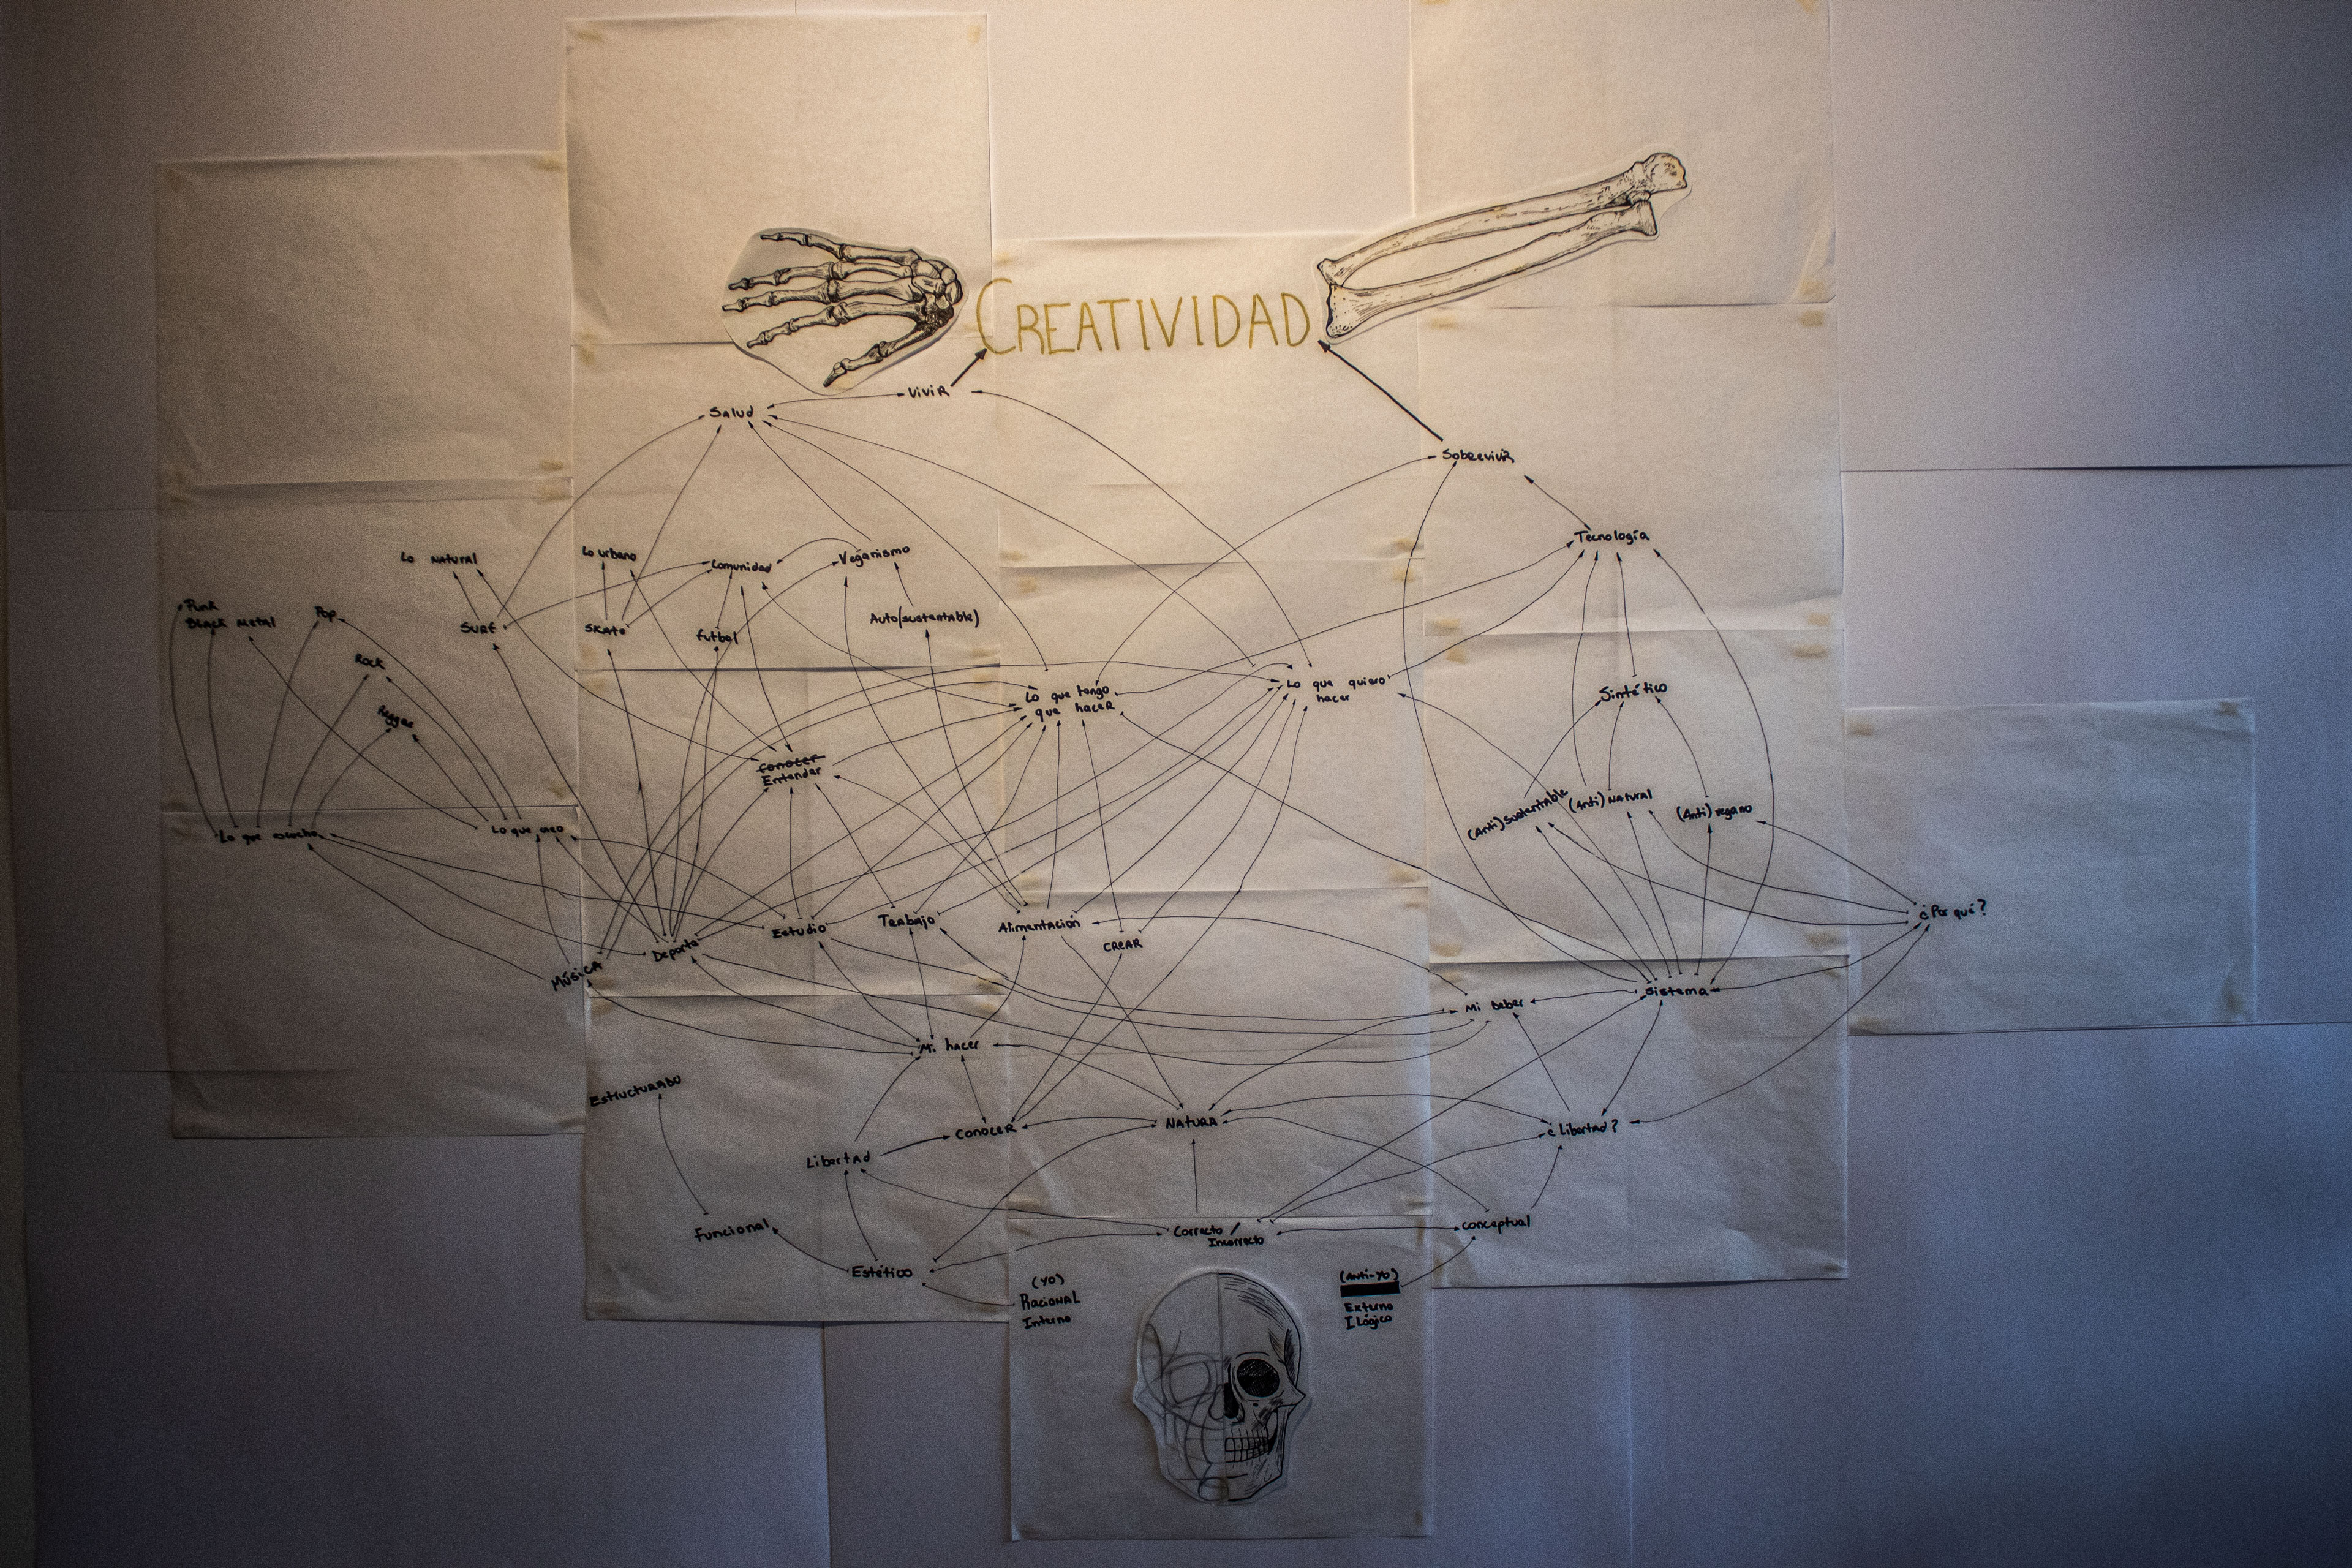 CREATIVIDAD
ViviR
Salud
Sobrevivir
Tecnología
Lo NATURAL
Lo urbano
Comunidad
Veganismo
Punk
Black Metal
Pop
Surf
Skate
Futbol
Auto(sustentable)
Rock
Reggae
Lo que tengo
que hacer
Lo que quiero
hacer
Sintético
conocer
Entender
(Anti)sustentable
(Anti) NATURAL
(Anti) vegano
Lo que escucho
Lo que uso
¿Por qué?
Música
Deporte
Estudio
Trabajo
Alimentación
CREAR
Sistema
Mi Deber
Mi hacer
Estructurado
Conocer
NATURA
¿Libertad?
Libertad
Funcional
Correcto /
Incorrecto
conceptual
Estético
(YO)
RacionAL
Interno
(Anti-YO)
Externo
ILógico